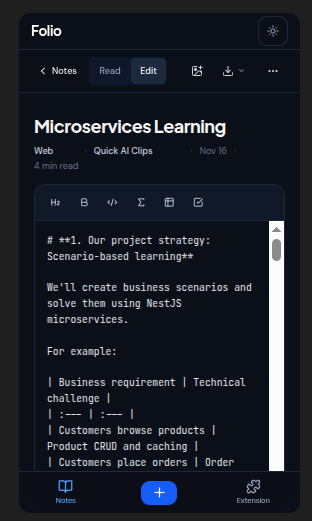 Folio
Notes Read Edit
Microservices Learning
Web · Quick AI Clips · Nov 16 ·
4 min read
H₂ B </> Σ
# **1. Our project strategy:
Scenario-based learning**
We'll create business scenarios and
solve them using NestJS
microservices.
For example:
| Business requirement | Technical
challenge |
| :--- | :--- |
| Customers browse products |
Product CRUD and caching |
| Customers place orders | Order
Notes Extension